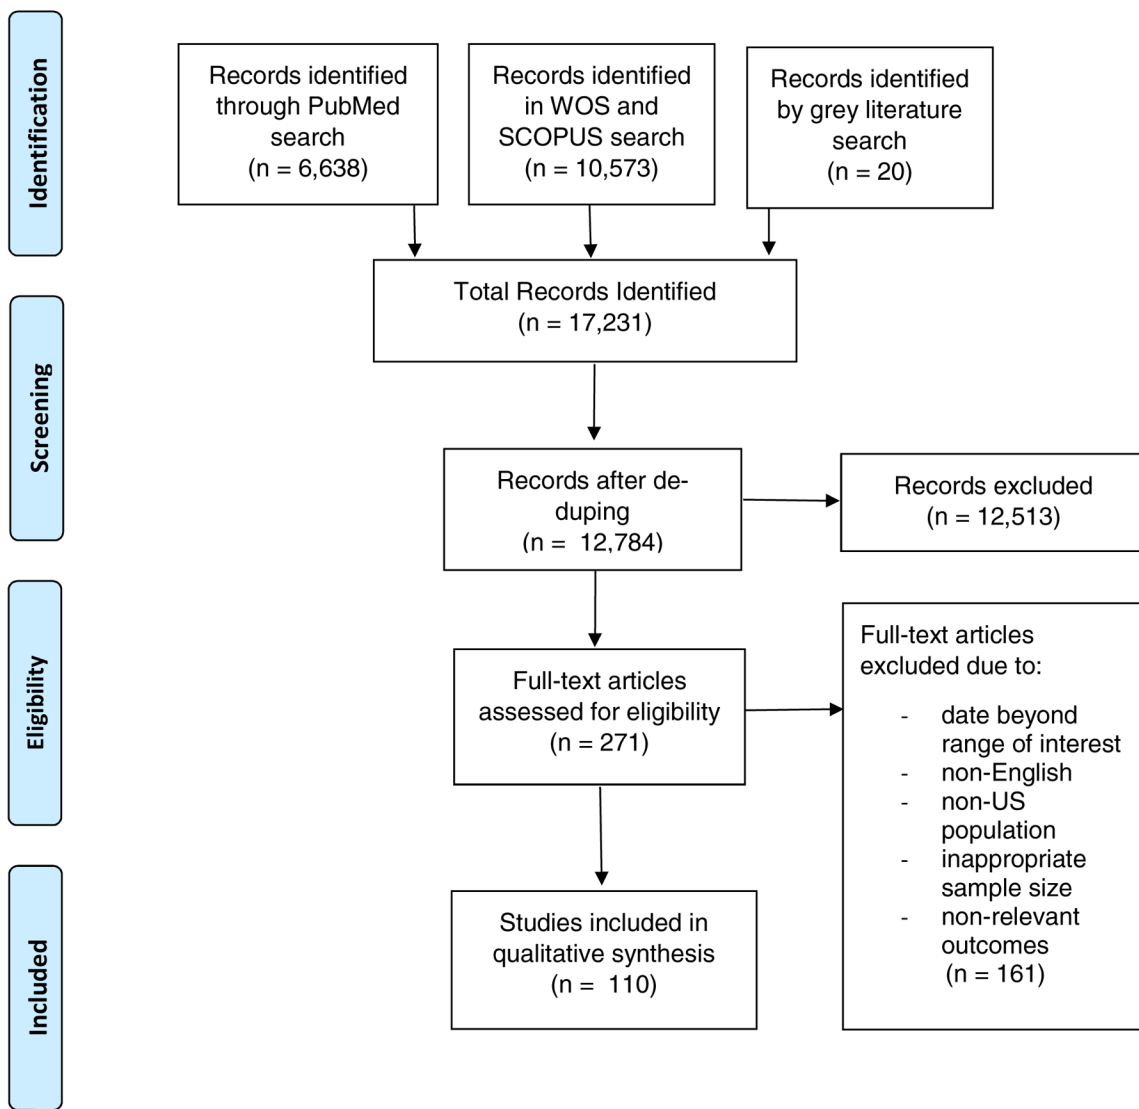 Identification
Records identified
through PubMed
search
(n = 6,638)
Records identified
in WOS and
SCOPUS search
(n = 10,573)
Records identified
by grey literature
search
(n = 20)
Total Records Identified
(n = 17,231)
Screening
Records after de-
duping
(n =  12,784)
Records excluded
(n = 12,513)
Eligibility
Full-text articles
assessed for eligibility
(n = 271)
Full-text articles
excluded due to:
- date beyond
range of interest
- non-English
- non-US
population
- inappropriate
sample size
- non-relevant
outcomes
(n = 161)
Included
Studies included in
qualitative synthesis
(n =  110)